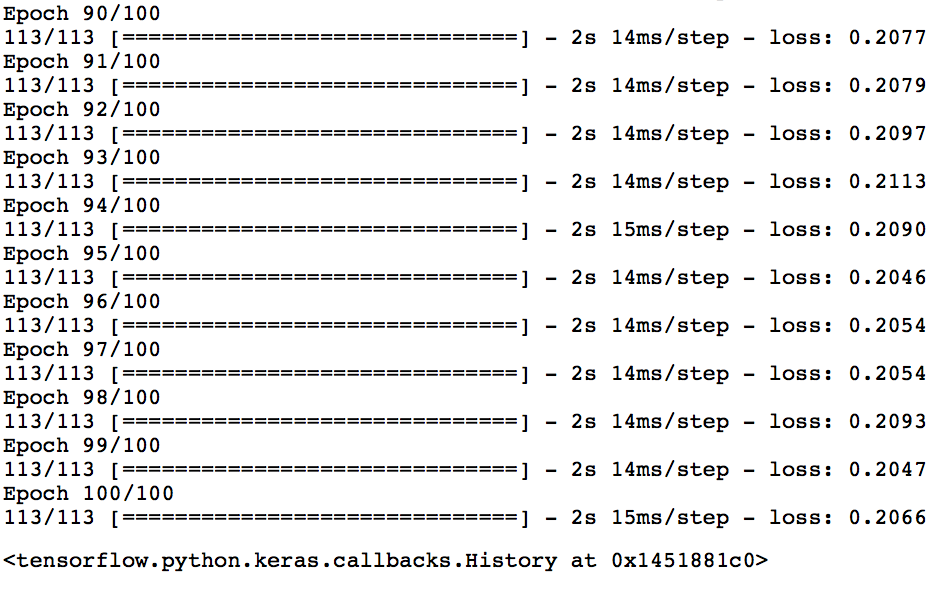 Epoch 90/100
113/113 [==============================] - 2s 14ms/step - loss: 0.2077
Epoch 91/100
113/113 [==============================] - 2s 14ms/step - loss: 0.2079
Epoch 92/100
113/113 [==============================] - 2s 14ms/step - loss: 0.2097
Epoch 93/100
113/113 [==============================] - 2s 14ms/step - loss: 0.2113
Epoch 94/100
113/113 [==============================] - 2s 15ms/step - loss: 0.2090
Epoch 95/100
113/113 [==============================] - 2s 14ms/step - loss: 0.2046
Epoch 96/100
113/113 [==============================] - 2s 14ms/step - loss: 0.2054
Epoch 97/100
113/113 [==============================] - 2s 14ms/step - loss: 0.2054
Epoch 98/100
113/113 [==============================] - 2s 14ms/step - loss: 0.2093
Epoch 99/100
113/113 [==============================] - 2s 14ms/step - loss: 0.2047
Epoch 100/100
113/113 [==============================] - 2s 15ms/step - loss: 0.2066
<tensorflow.python.keras.callbacks.History at 0x1451881c0>